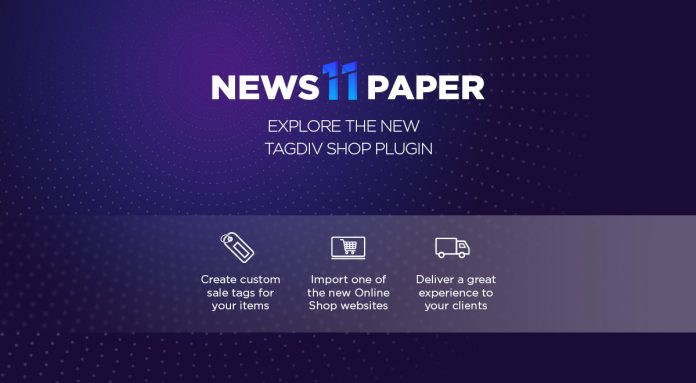 NEWS 11 PAPER
EXPLORE THE NEW
TAGDIV SHOP PLUGIN
Create custom
sale tags for
your items
Import one of
the new Online
Shop websites
Deliver a great
experience to
your clients